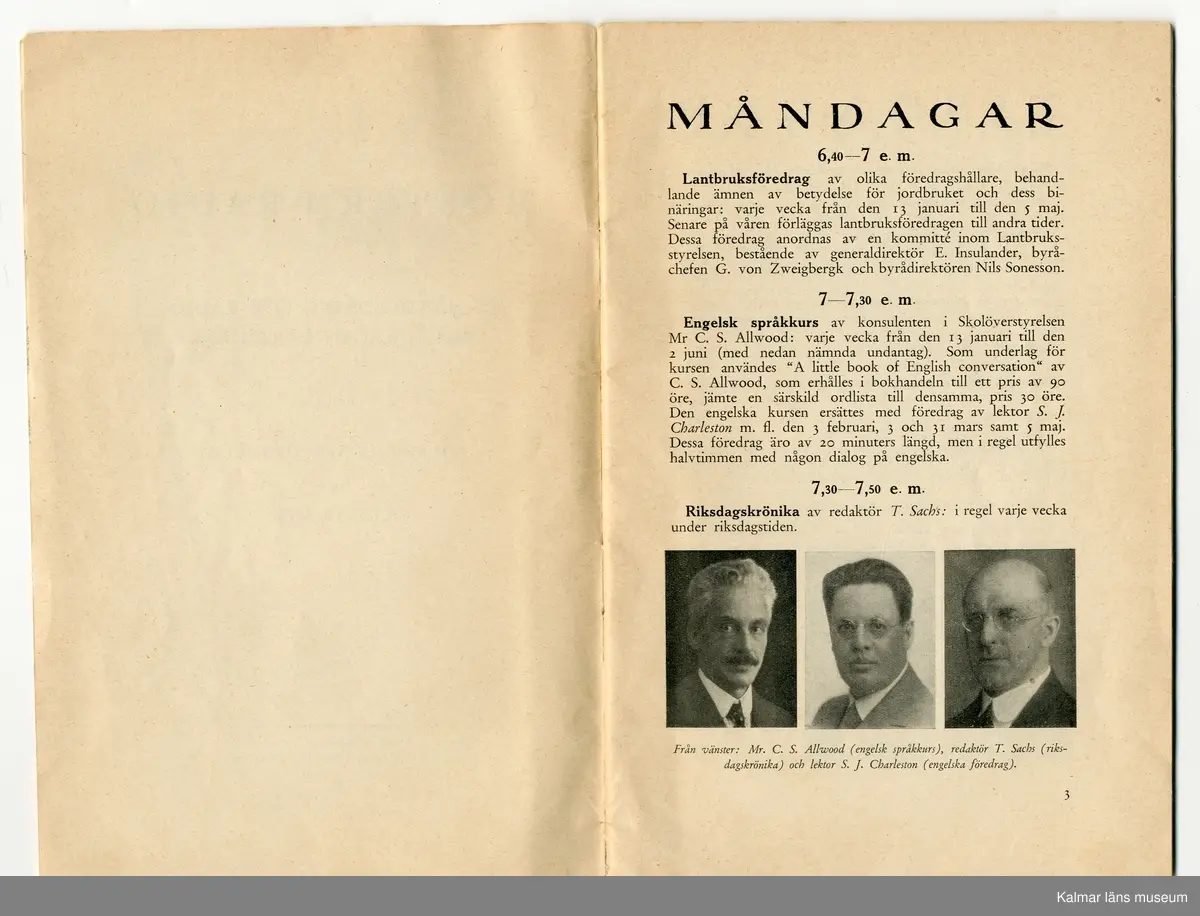 MÅNDAGAR
6,40—7 e. m.
Lantbruksföredrag av olika föredragshållare, behand-
lande ämnen av betydelse för jordbruket och dess bi-
näringar: varje vecka från den 13 januari till den 5 maj.
Senare på våren förläggas lantbruksföredragen till andra tider.
Dessa föredrag anordnas av en kommitté inom Lantbruks-
styrelsen, bestående av generaldirektör E. Insulander, byrå-
chefen G. von Zweigbergk och byrådirektören Nils Sonesson.
7—7,30 e. m.
Engelsk språkkurs av konsulenten i Skolöverstyrelsen
Mr C. S. Allwood: varje vecka från den 13 januari till den
2 juni (med nedan nämnda undantag). Som underlag för
kursen användes “A little book of English conversation“ av
C. S. Allwood, som erhålles i bokhandeln till ett pris av 90
öre, jämte en särskild ordlista till densamma, pris 30 öre.
Den engelska kursen ersättes med föredrag av lektor S. J.
Charleston m. fl. den 3 februari, 3 och 31 mars samt 5 maj.
Dessa föredrag äro av 20 minuters längd, men i regel utfylles
halvtimmen med någon dialog på engelska.
7,30—7,50 e. m.
Riksdagskrönika av redaktör T. Sachs: i regel varje vecka
under riksdagstiden.
Från vänster: Mr. C. S. Allwood (engelsk språkkurs), redaktör T. Sachs (riks-
dagskrönika) och lektor S. J. Charleston (engelska föredrag).
3
Kalmar läns museum